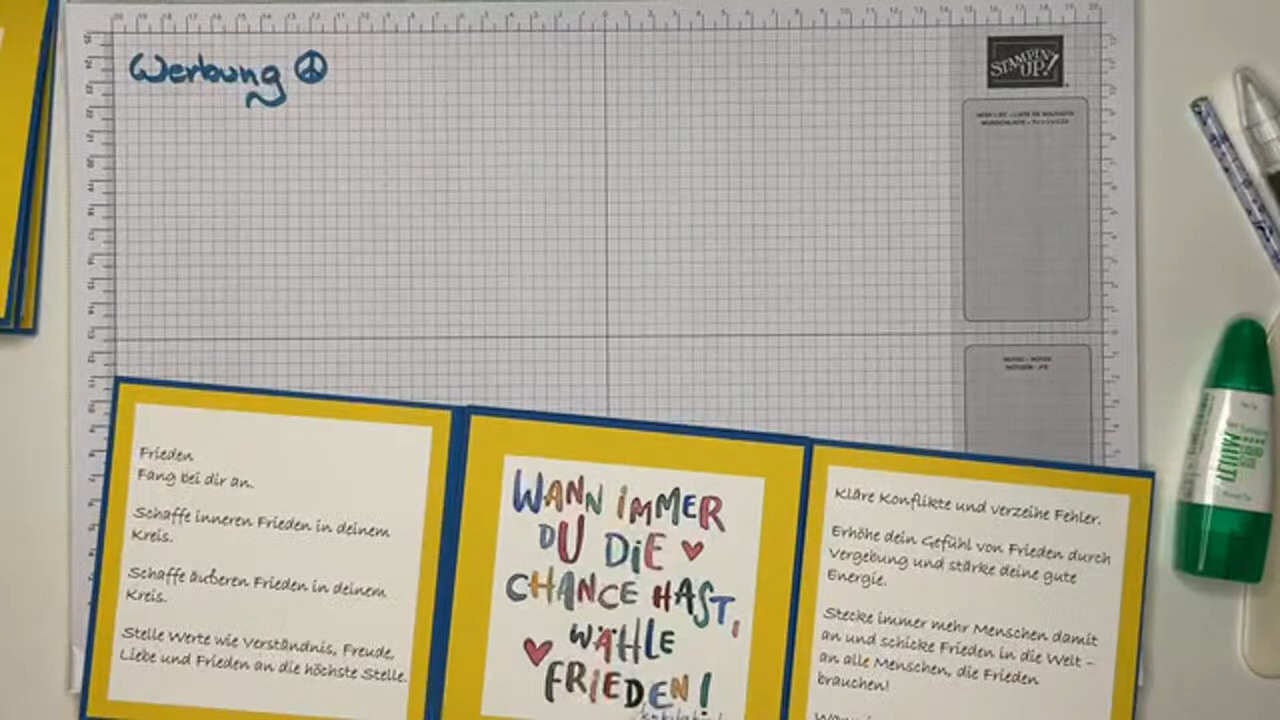 Werbung
STAMPIN' UP!
Frieden
Fang bei dir an.
Schaffe inneren Frieden in deinem
Kreis.
Schaffe äußeren Frieden in deinem
Kreis.
Stelle Werte wie Verständnis, Freude,
Liebe und Frieden an die höchste Stelle.
WANN iMMER
DU DiE
CHANCE HAST,
WÄHLE
FRIEDEN!
Kläre Konflikte und verzeihe Fehler.
Erhöhe dein Gefühl von Frieden durch
Vergebung und stärke deine gute
Energie.
Stecke immer mehr Menschen damit
an und schicke Frieden in die Welt –
an alle Menschen, die Frieden
brauchen!
MULTI